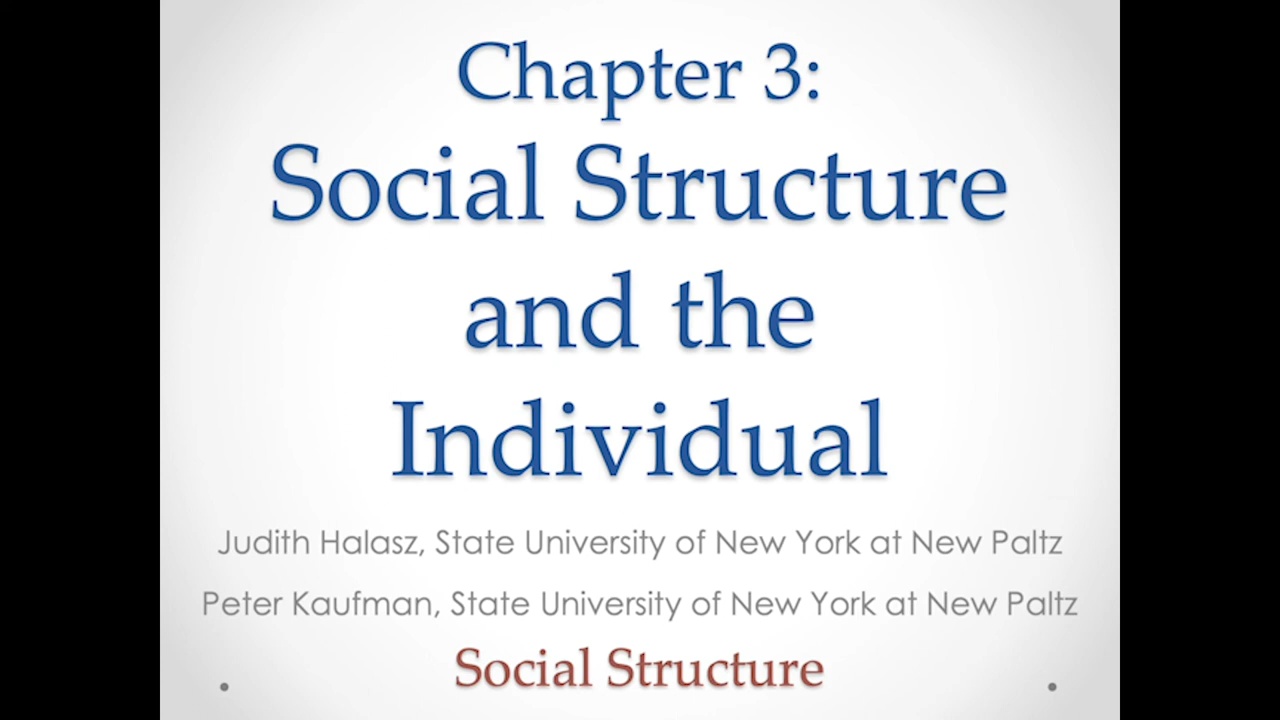 Chapter 3:
Social Structure
and the
Individual
Judith Halasz, State University of New York at New Paltz
Peter Kaufman, State University of New York at New Paltz
Social Structure